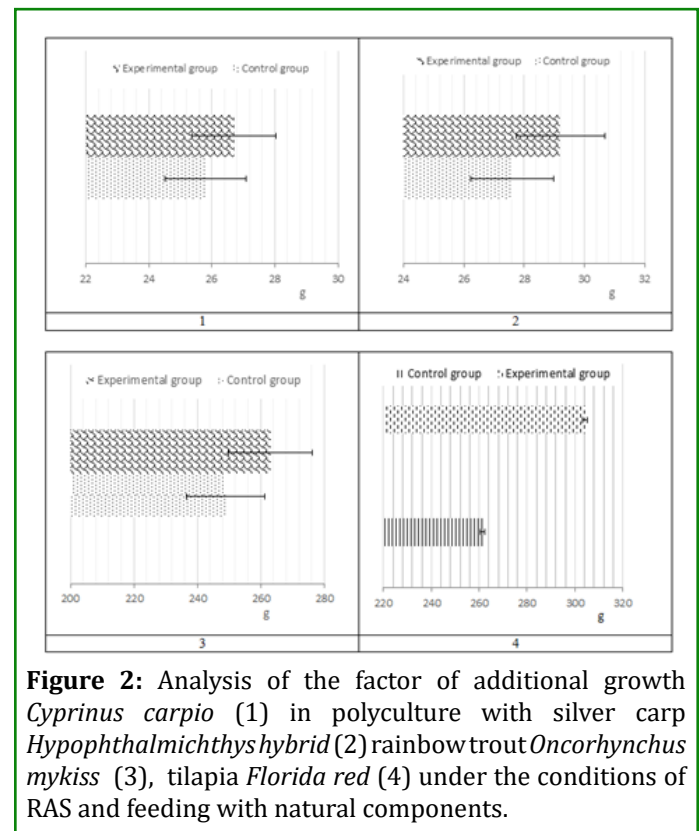 Experimental group Control group
22 24 26 28 30
g
1
Experimental group Control group
24 26 28 30 32
g
2
Experimental group Control group
200 220 240 260 280
g
3
Control group Experimental group
220 240 260 280 300 320
g
4
Figure 2: Analysis of the factor of additional growth
Cyprinus carpio (1) in polyculture with silver carp
Hypophthalmichthys hybrid (2) rainbow trout Oncorhynchus
mykiss (3), tilapia Florida red (4) under the conditions of
RAS and feeding with natural components.